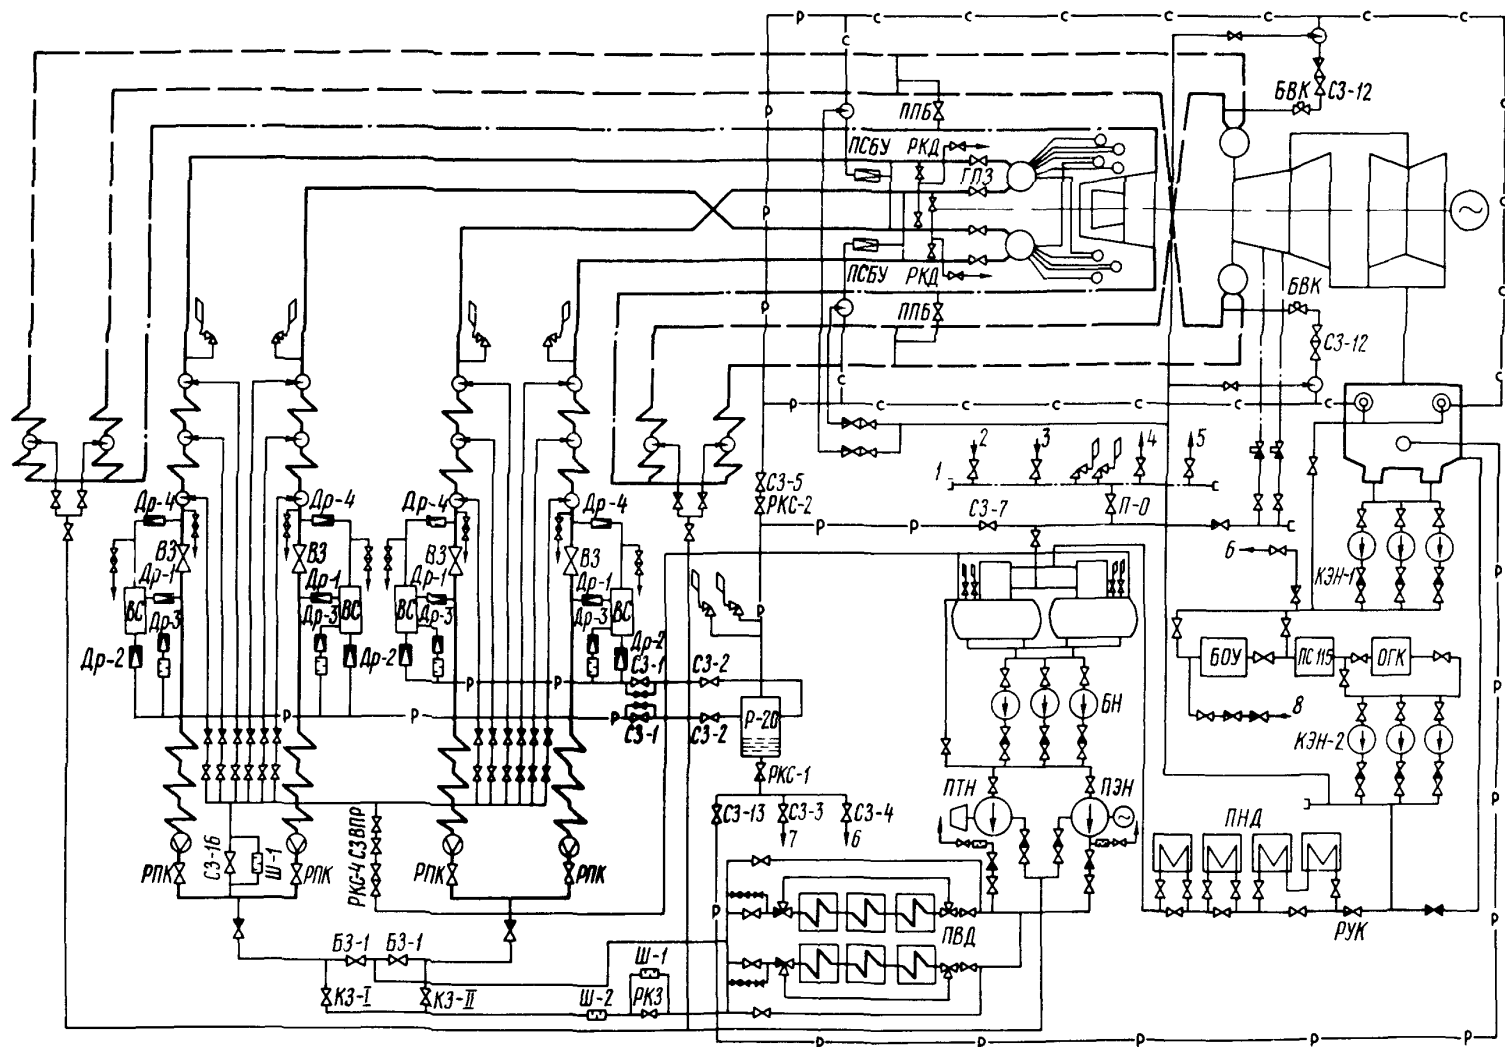 Р С С С С С С С
С
БВК СЗ-12
ППБ
С
Р
ПСБУ РКД
ГПЗ
С
Р
~
ПСБУ РКД
БВК
ППБ
С
СЗ-12
С
Р С С С С С С
2 3 4 5
1
СЗ-5
РКС-2
П-О
СЗ-7
Р Р
Др-4 Др-4 Др-4 Др-4
ВЗ ВЗ ВЗ ВЗ
6
КЭН-1
Др-1 Др-1 Др-1 Др-1
ВС ВС ВС ВС
Др-3 Др-3 Др-3 Др-3
Р
Др-2 Др-2 Др-2 Др-2
СЗ-1 СЗ-2
БОУ ПС 115 ОГК
Р Р
БН
8
Р Р Р
Р-20
СЗ-1 СЗ-2
КЭН-2
РКС-1
ПТН ПЭН
~
СЗ-13 СЗ-3 СЗ-4
7 6
ПНД
Р
СЗ-16 Ш-1
РКС-4 СЗВПР
РПК РПК РПК РПК
Р
ПВД
РУК
Р
БЗ-1 БЗ-1
Ш-1
КЗ-I КЗ-II
Ш-2 РКЗ
Р Р Р Р Р Р